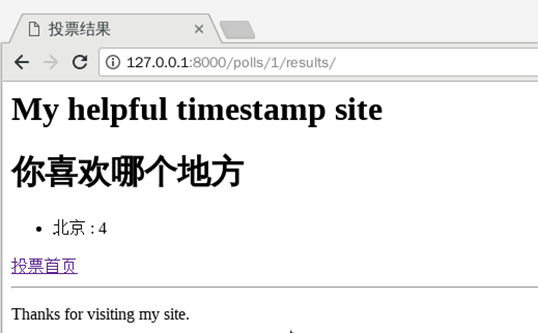 投票结果
127.0.0.1:8000/polls/1/results/
My helpful timestamp site
你喜欢哪个地方
北京 : 4
投票首页
Thanks for visiting my site.